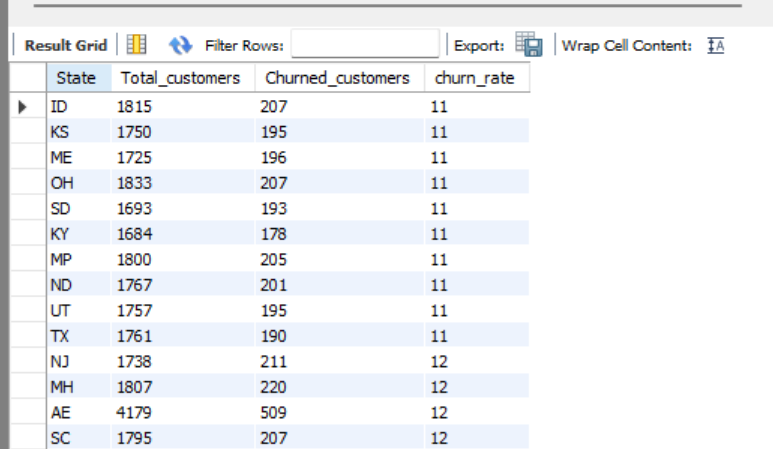 Result Grid Filter Rows: Export: Wrap Cell Content: IA
State Total_customers Churned_customers churn_rate
ID 1815 207 11
KS 1750 195 11
ME 1725 196 11
OH 1833 207 11
SD 1693 193 11
KY 1684 178 11
MP 1800 205 11
ND 1767 201 11
UT 1757 195 11
TX 1761 190 11
NJ 1738 211 12
MH 1807 220 12
AE 4179 509 12
SC 1795 207 12